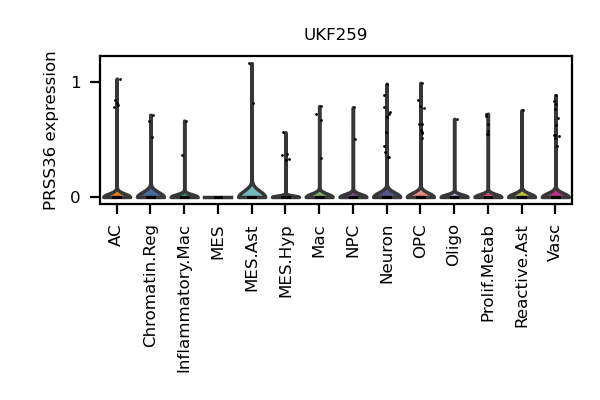 UKF259
PRSS36 expression
1
0
AC
Chromatin.Reg
Inflammatory.Mac
MES
MES.Ast
MES.Hyp
Mac
NPC
Neuron
OPC
Oligo
Prolif.Metab
Reactive.Ast
Vasc